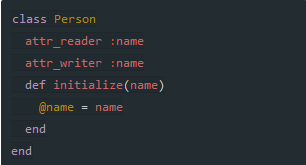 class Person
  attr_reader :name
  attr_writer :name
  def initialize(name)
    @name = name
  end
end